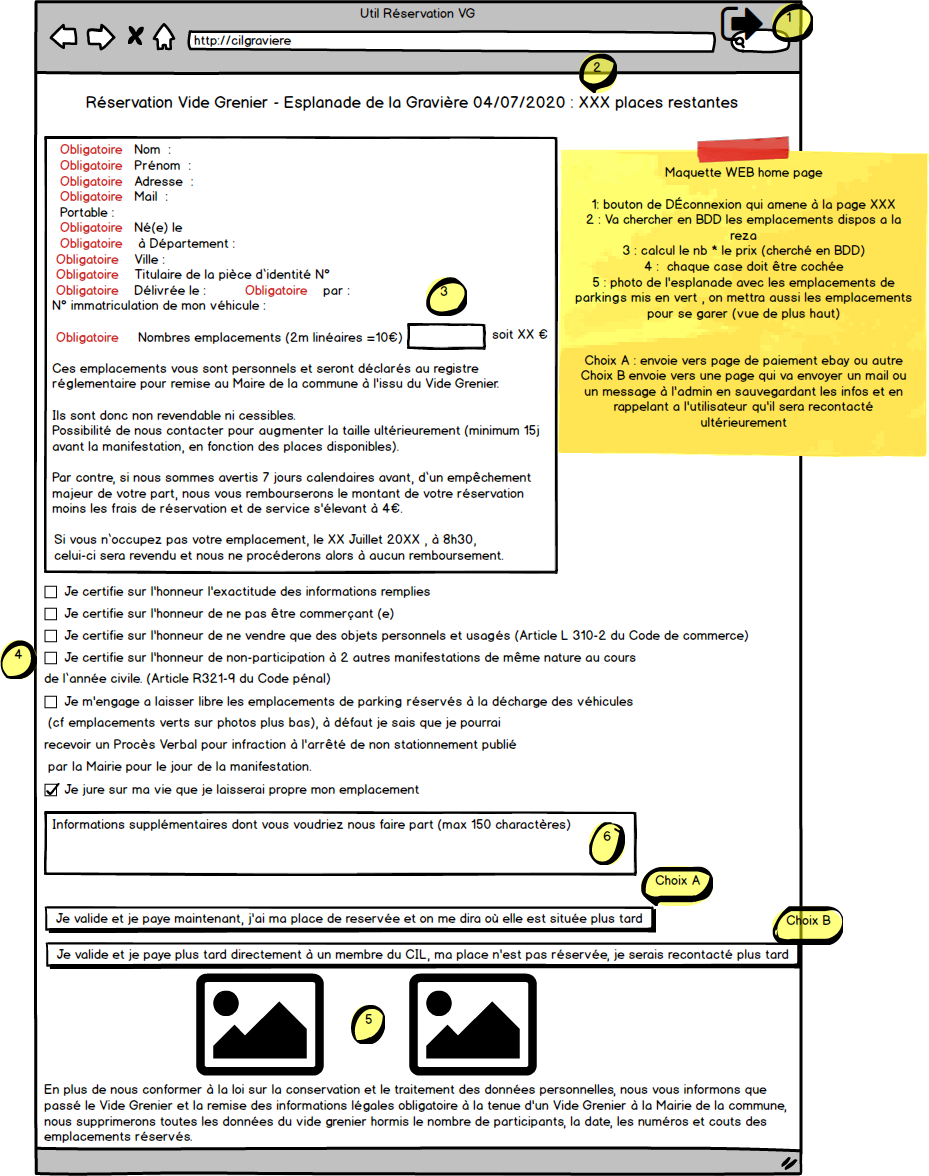 Util Réservation VG
1
http://cilgraviere
2
Réservation Vide Grenier - Esplanade de la Gravière 04/07/2020 : XXX places restantes
Obligatoire Nom :
Obligatoire Prénom :
Obligatoire Adresse :
Obligatoire Mail :
Portable :
Obligatoire Né(e) le
Obligatoire à Département :
Obligatoire Ville :
Obligatoire Titulaire de la pièce d`identité N°
Obligatoire Délivrée le : Obligatoire par :
N° immatriculation de mon véhicule :
3
Obligatoire Nombres emplacements (2m linéaires =10€) soit XX €
Ces emplacements vous sont personnels et seront déclarés au registre
réglementaire pour remise au Maire de la commune à l'issu du Vide Grenier.
Ils sont donc non revendable ni cessibles.
Possibilité de nous contacter pour augmenter la taille ultérieurement (minimum 15j
avant la manifestation, en fonction des places disponibles).
Par contre, si nous sommes avertis 7 jours calendaires avant, d`un empêchement
majeur de votre part, nous vous rembourserons le montant de votre réservation
moins les frais de réservation et de service s'élevant à 4€.
Si vous n`occupez pas votre emplacement, le XX Juillet 20XX , à 8h30,
celui-ci sera revendu et nous ne procéderons alors à aucun remboursement.
Maquette WEB home page
1: bouton de DÉconnexion qui amene à la page XXX
2 : Va chercher en BDD les emplacements dispos a la
reza
3 : calcul le nb * le prix (cherché en BDD)
4 : chaque case doit être cochée
5 : photo de l'esplanade avec les emplacements de
parkings mis en vert , on mettra aussi les emplacements
pour se garer (vue de plus haut)
Choix A : envoie vers page de paiement ebay ou autre
Choix B envoie vers une page qui va envoyer un mail ou
un message à l'admin en sauvegardant les infos et en
rappelant a l'utilisateur qu'il sera recontacté
ultérieurement
Je certifie sur l'honneur l'exactitude des informations remplies
Je certifie sur l'honneur de ne pas être commerçant (e)
Je certifie sur l'honneur de ne vendre que des objets personnels et usagés (Article L 310-2 du Code de commerce)
4
Je certifie sur l'honneur de non-participation à 2 autres manifestations de même nature au cours
de l`année civile. (Article R321-9 du Code pénal)
Je m'engage a laisser libre les emplacements de parking réservés à la décharge des véhicules
(cf emplacements verts sur photos plus bas), à défaut je sais que je pourrai
recevoir un Procès Verbal pour infraction à l'arrêté de non stationnement publié
par la Mairie pour le jour de la manifestation.
Je jure sur ma vie que je laisserai propre mon emplacement
Informations supplémentaires dont vous voudriez nous faire part (max 150 charactères)
6
Choix A
Je valide et je paye maintenant, j'ai ma place de reservée et on me dira où elle est située plus tard
Choix B
Je valide et je paye plus tard directement à un membre du CIL, ma place n'est pas réservée, je serais recontacté plus tard
5
En plus de nous conformer à la loi sur la conservation et le traitement des données personnelles, nous vous informons que
passé le Vide Grenier et la remise des informations légales obligatoire à la tenue d'un Vide Grenier à la Mairie de la commune,
nous supprimerons toutes les données du vide grenier hormis le nombre de participants, la date, les numéros et couts des
emplacements réservés.